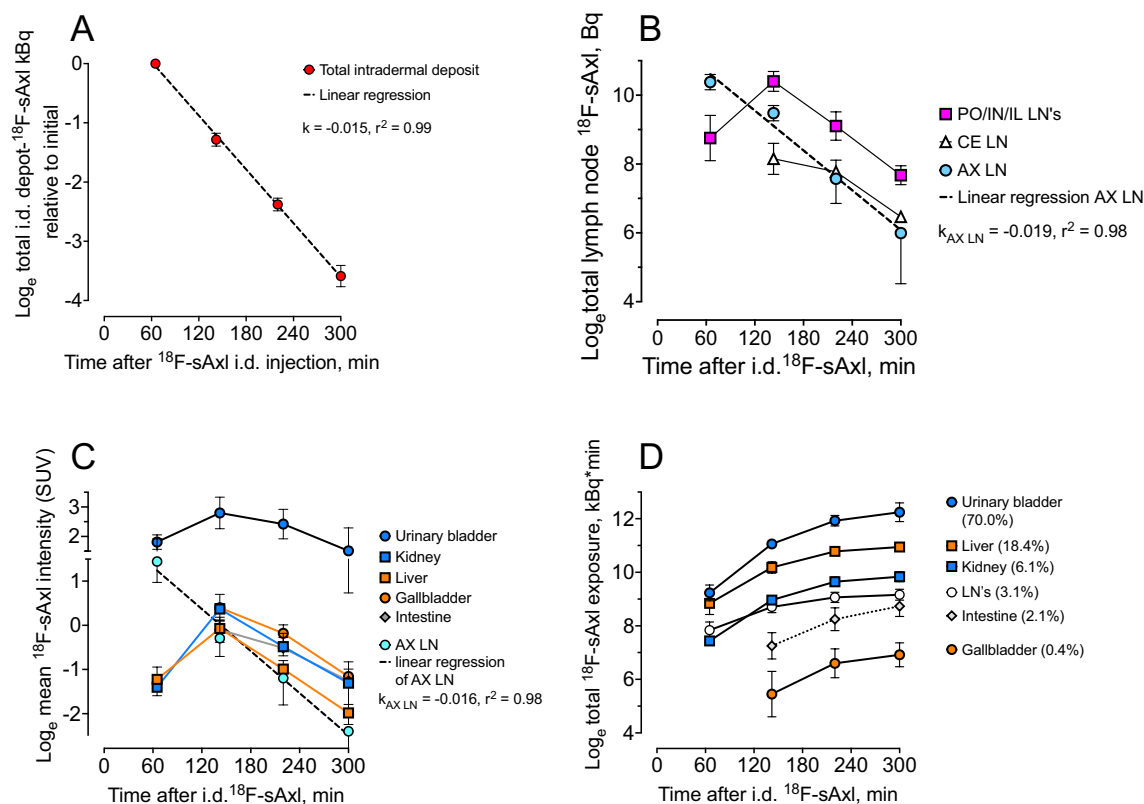 A
Log e total i.d. depot-18F-sAxl kBq
relative to initial
0
-1
-2
-3
-4
0 60 120 180 240 300
Time after 18F-sAxl i.d. injection, min
Total intradermal deposit
Linear regression
k = -0.015, r2 = 0.99
B
Log e total lymph node 18F-sAxl, Bq
10
8
6
4
0 60 120 180 240 300
Time after i.d.18F-sAxl, min
PO/IN/IL LN's
CE LN
AX LN
Linear regression AX LN
k AX LN = -0.019, r2 = 0.98
C
Log e mean 18F-sAxl intensity (SUV)
3
2
1
0
-1
-2
0 60 120 180 240 300
Time after i.d.18F-sAxl, min
Urinary bladder
Kidney
Liver
Gallbladder
Intestine
AX LN
linear regression
of AX LN
k AX LN = -0.016, r2 = 0.98
D
Log e total 18F-sAxl exposure, kBq*min
12
10
8
6
4
0 60 120 180 240 300
Time after i.d. 18F-sAxl, min
Urinary bladder
(70.0%)
Liver (18.4%)
Kidney (6.1%)
LN's (3.1%)
Intestine (2.1%)
Gallbladder (0.4%)